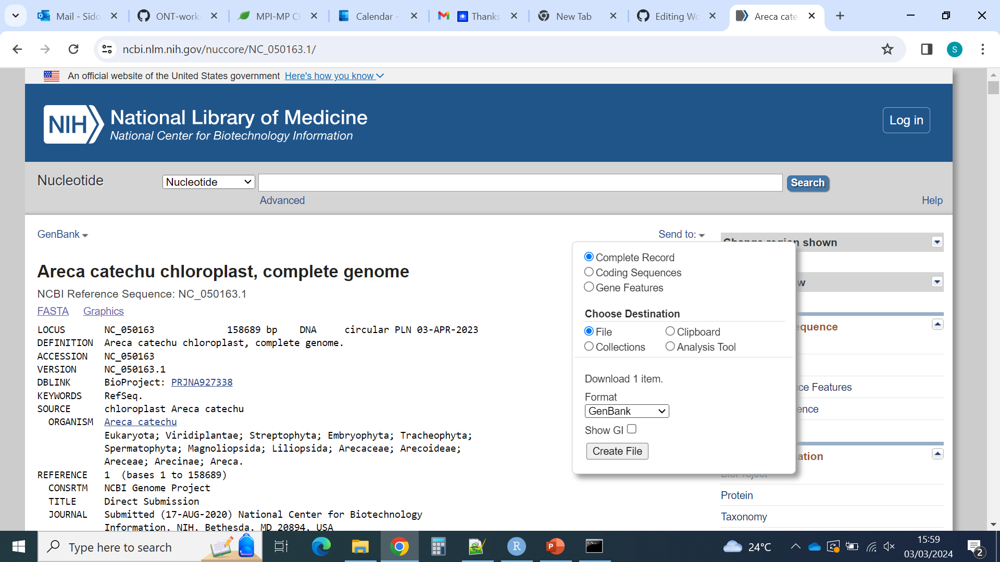 Mail - Sido
ONT-work
MPI-MP C
Calendar -
Thanks
New Tab
Editing Wo
Areca cate
ncbi.nlm.nih.gov/nuccore/NC_050163.1/
S
An official website of the United States government Here's how you know
NIH National Library of Medicine
National Center for Biotechnology Information
Log in
Nucleotide
Nucleotide
Search
Advanced
Help
GenBank
Send to:
Change region shown
Complete Record
Coding Sequences
Gene Features
w
Areca catechu chloroplast, complete genome
NCBI Reference Sequence: NC_050163.1
FASTA Graphics
Choose Destination
File Clipboard
Collections Analysis Tool
equence
Download 1 item.
ce Features
Format
GenBank
ence
Show GI
Create File
ation
BioProject
Protein
Taxonomy
LOCUS NC_050163 158689 bp DNA circular PLN 03-APR-2023
DEFINITION Areca catechu chloroplast, complete genome.
ACCESSION NC_050163
VERSION NC_050163.1
DBLINK BioProject: PRJNA927338
KEYWORDS RefSeq.
SOURCE chloroplast Areca catechu
ORGANISM Areca catechu
Eukaryota; Viridiplantae; Streptophyta; Embryophyta; Tracheophyta;
Spermatophyta; Magnoliopsida; Liliopsida; Arecaceae; Arecoideae;
Areceae; Arecinae; Areca.
REFERENCE 1 (bases 1 to 158689)
CONSRTM NCBI Genome Project
TITLE Direct Submission
JOURNAL Submitted (17-AUG-2020) National Center for Biotechnology
Information, NIH, Bethesda, MD 20894, USA
Type here to search
R
P
24°C
15:59
03/03/2024
2